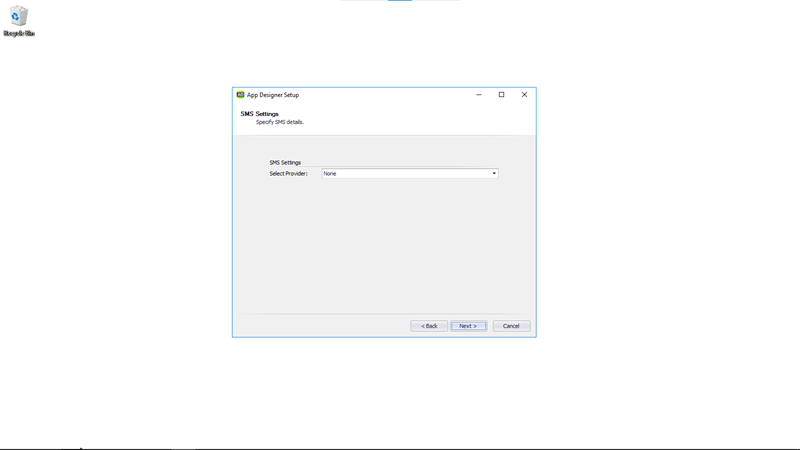 Recycle Bin
App Designer Setup
SMS Settings
Specify SMS details.
SMS Settings
Select Provider: None
< Back Next > Cancel